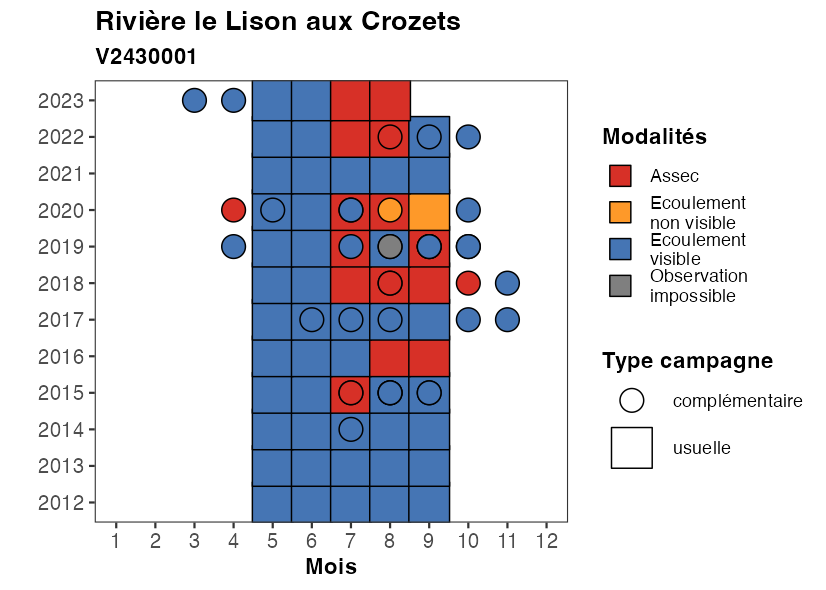 Rivière le Lison aux Crozets
V2430001
2023
2022
2021
2020
2019
2018
2017
2016
2015
2014
2013
2012
1 2 3 4 5 6 7 8 9 10 11 12
Mois
Modalités
Assec
Ecoulement
non visible
Ecoulement
visible
Observation
impossible
Type campagne
complémentaire
usuelle